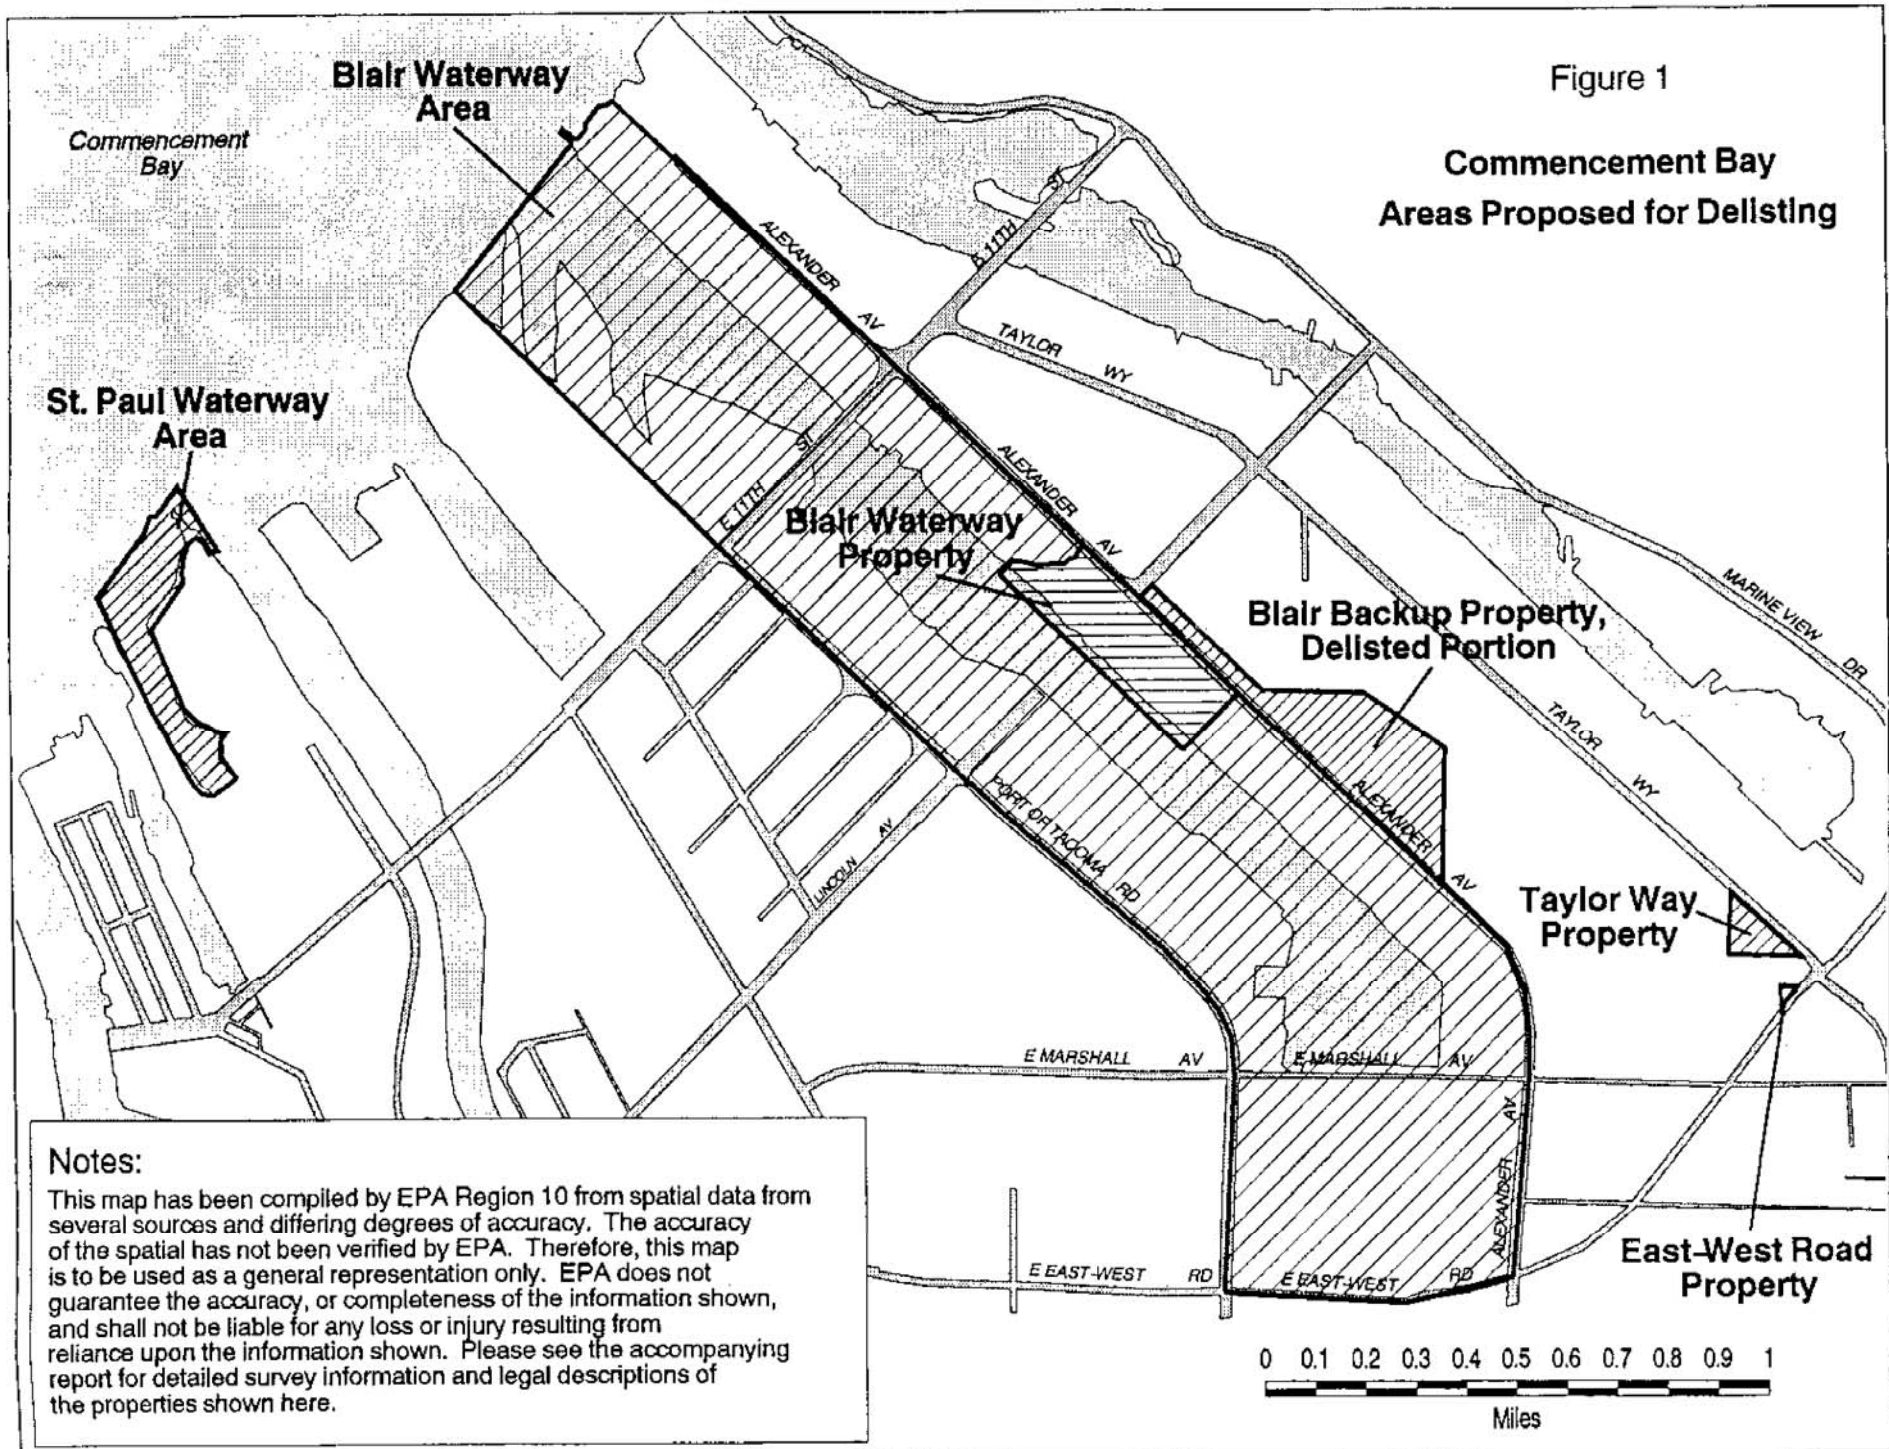 Figure 1
Commencement Bay
Areas Proposed for Delisting
Blair Waterway
Area
Commencement
Bay
St. Paul Waterway
Area
ALEXANDER
AV
E 11TH
ST
TAYLOR
WY
E 11TH
ST
ALEXANDER
AV
Blair Waterway
Property
Blair Backup Property,
Delisted Portion
MARINE VIEW
DR
TAYLOR
WY
ALEXANDER
AV
PORT OF TACOMA
RD
LINCOLN
AV
Taylor Way
Property
E MARSHALL
AV
E MARSHALL
AV
ALEXANDER
AV
E EAST-WEST
RD
E EAST-WEST
RD
East-West Road
Property
Notes:
This map has been compiled by EPA Region 10 from spatial data from
several sources and differing degrees of accuracy. The accuracy
of the spatial has not been verified by EPA. Therefore, this map
is to be used as a general representation only. EPA does not
guarantee the accuracy, or completeness of the information shown,
and shall not be liable for any loss or injury resulting from
reliance upon the information shown. Please see the accompanying
report for detailed survey information and legal descriptions of
the properties shown here.
0 0.1 0.2 0.3 0.4 0.5 0.6 0.7 0.8 0.9 1
Miles